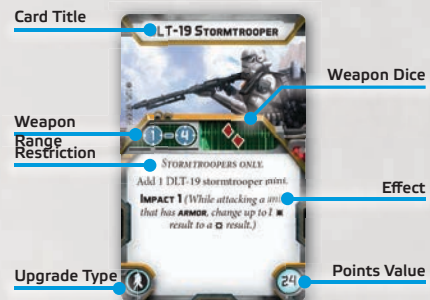 Card Title
DLT-19 STORMTROOPER
Weapon Dice
Weapon
Range
1-4
Restriction
STORMTROOPERS ONLY.
Add 1 DLT-19 stormtrooper mini.
Effect
IMPACT 1 (While attacking a unit
that has ARMOR, change up to 1
result to a result.)
Upgrade Type
24
Points Value